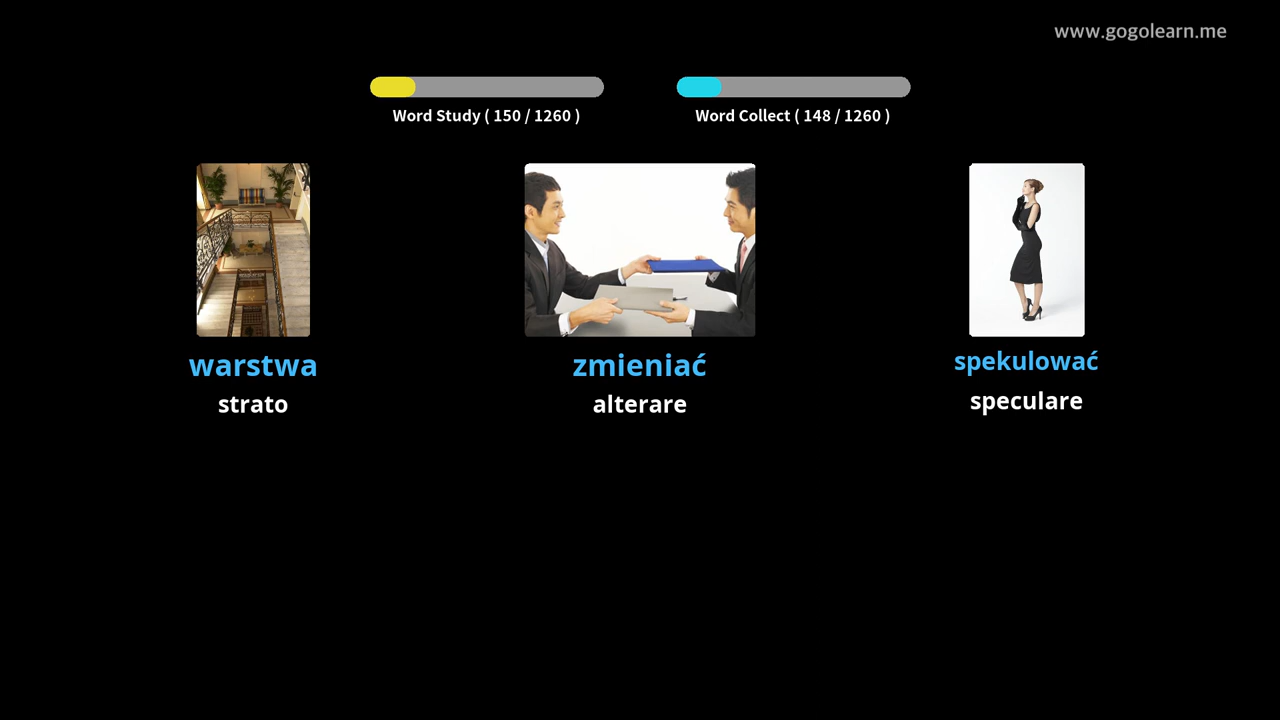 www.gogolearn.me
Word Study ( 150 / 1260 )
Word Collect ( 148 / 1260 )
warstwa
strato
zmieniać
alterare
spekulować
speculare